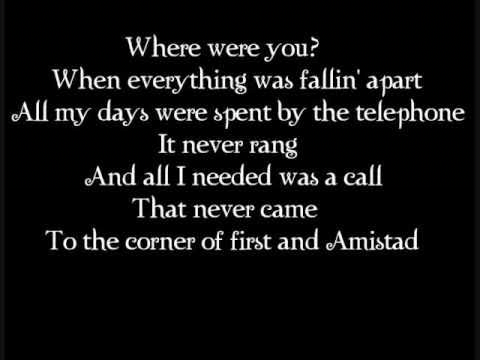 Where were you?
When everything was fallin' apart
All my days were spent by the telephone
It never rang
And all I needed was a call
That never came
To the corner of first and Amistad